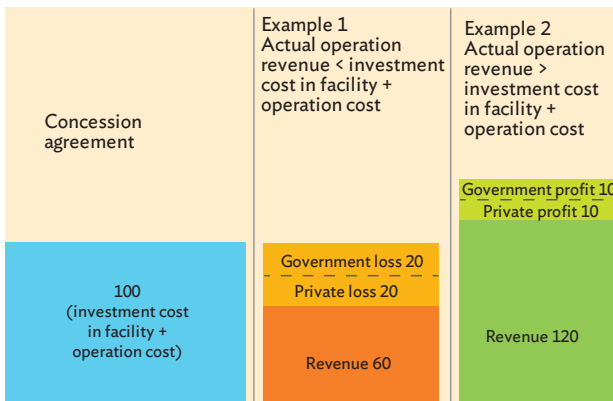 Concession
agreement
100
(investment cost
in facility +
operation cost)
Example 1
Actual operation
revenue < investment
cost in facility +
operation cost
Government loss 20
Private loss 20
Revenue 60
Example 2
Actual operation
revenue >
investment cost
in facility +
operation cost
Government profit 10
Private profit 10
Revenue 120